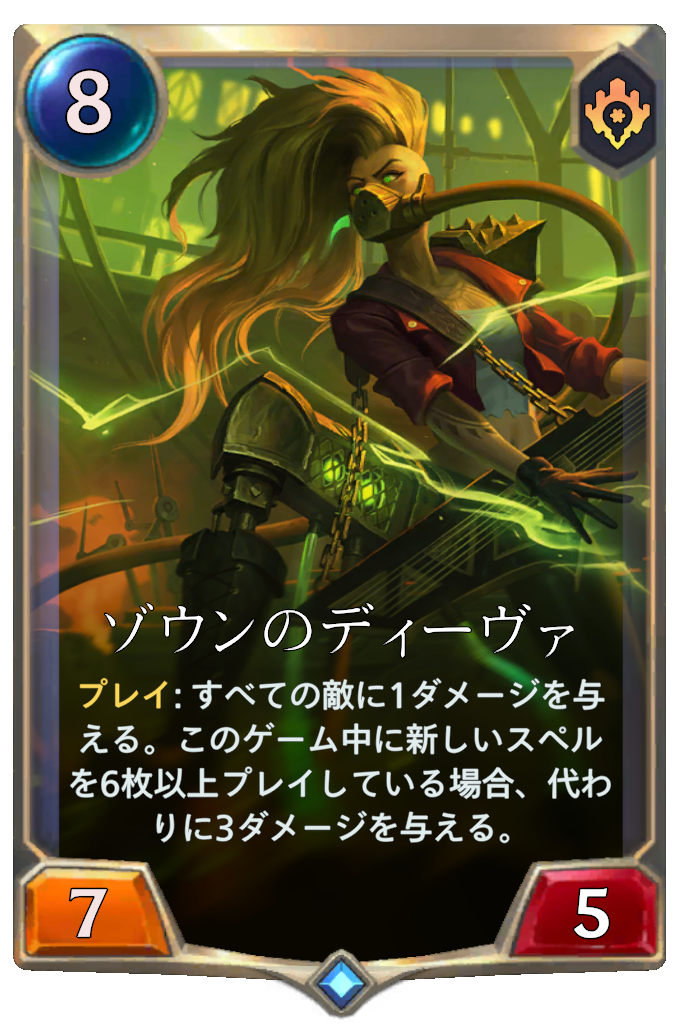 8
ゾウンのディーヴァ
プレイ: すべての敵に1ダメージを与
える。このゲーム中に新しいスペル
を6枚以上プレイしている場合、代わ
りに3ダメージを与える。
7
5